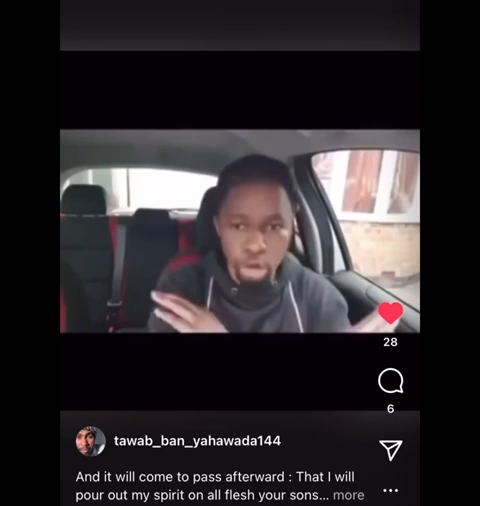 28
6
tawab_ban_yahawada144
And it will come to pass afterward : That I will
pour out my spirit on all flesh your sons... more